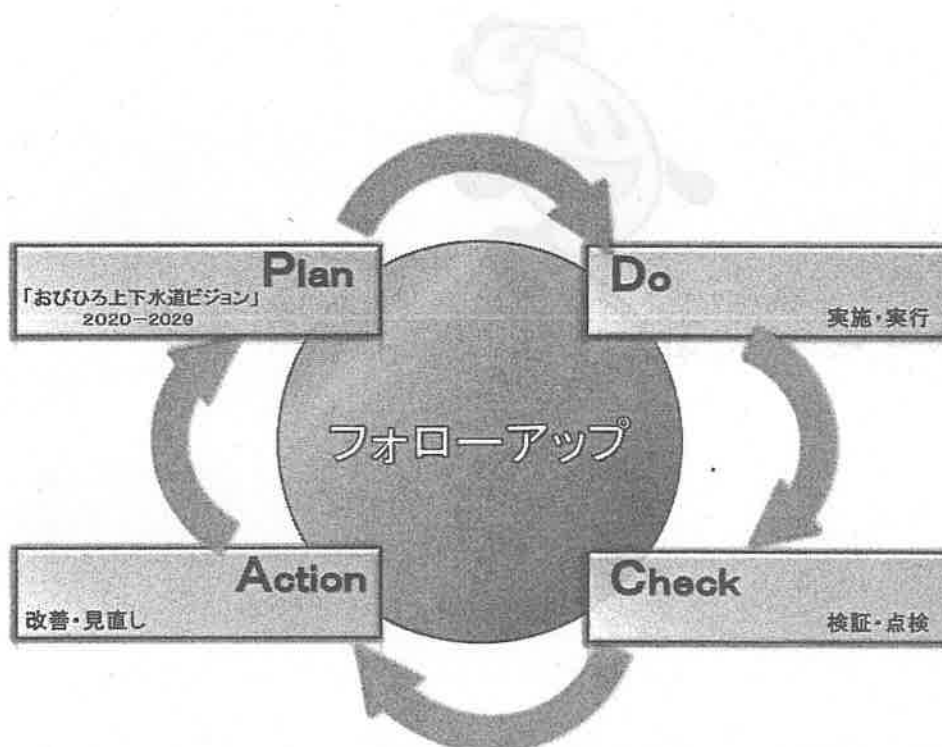 Plan
「おびひろ上下水道ビジョン」
2020－2029
Do
実施・実行
フォローアップ
Action
改善・見直し
Check
検証・点検